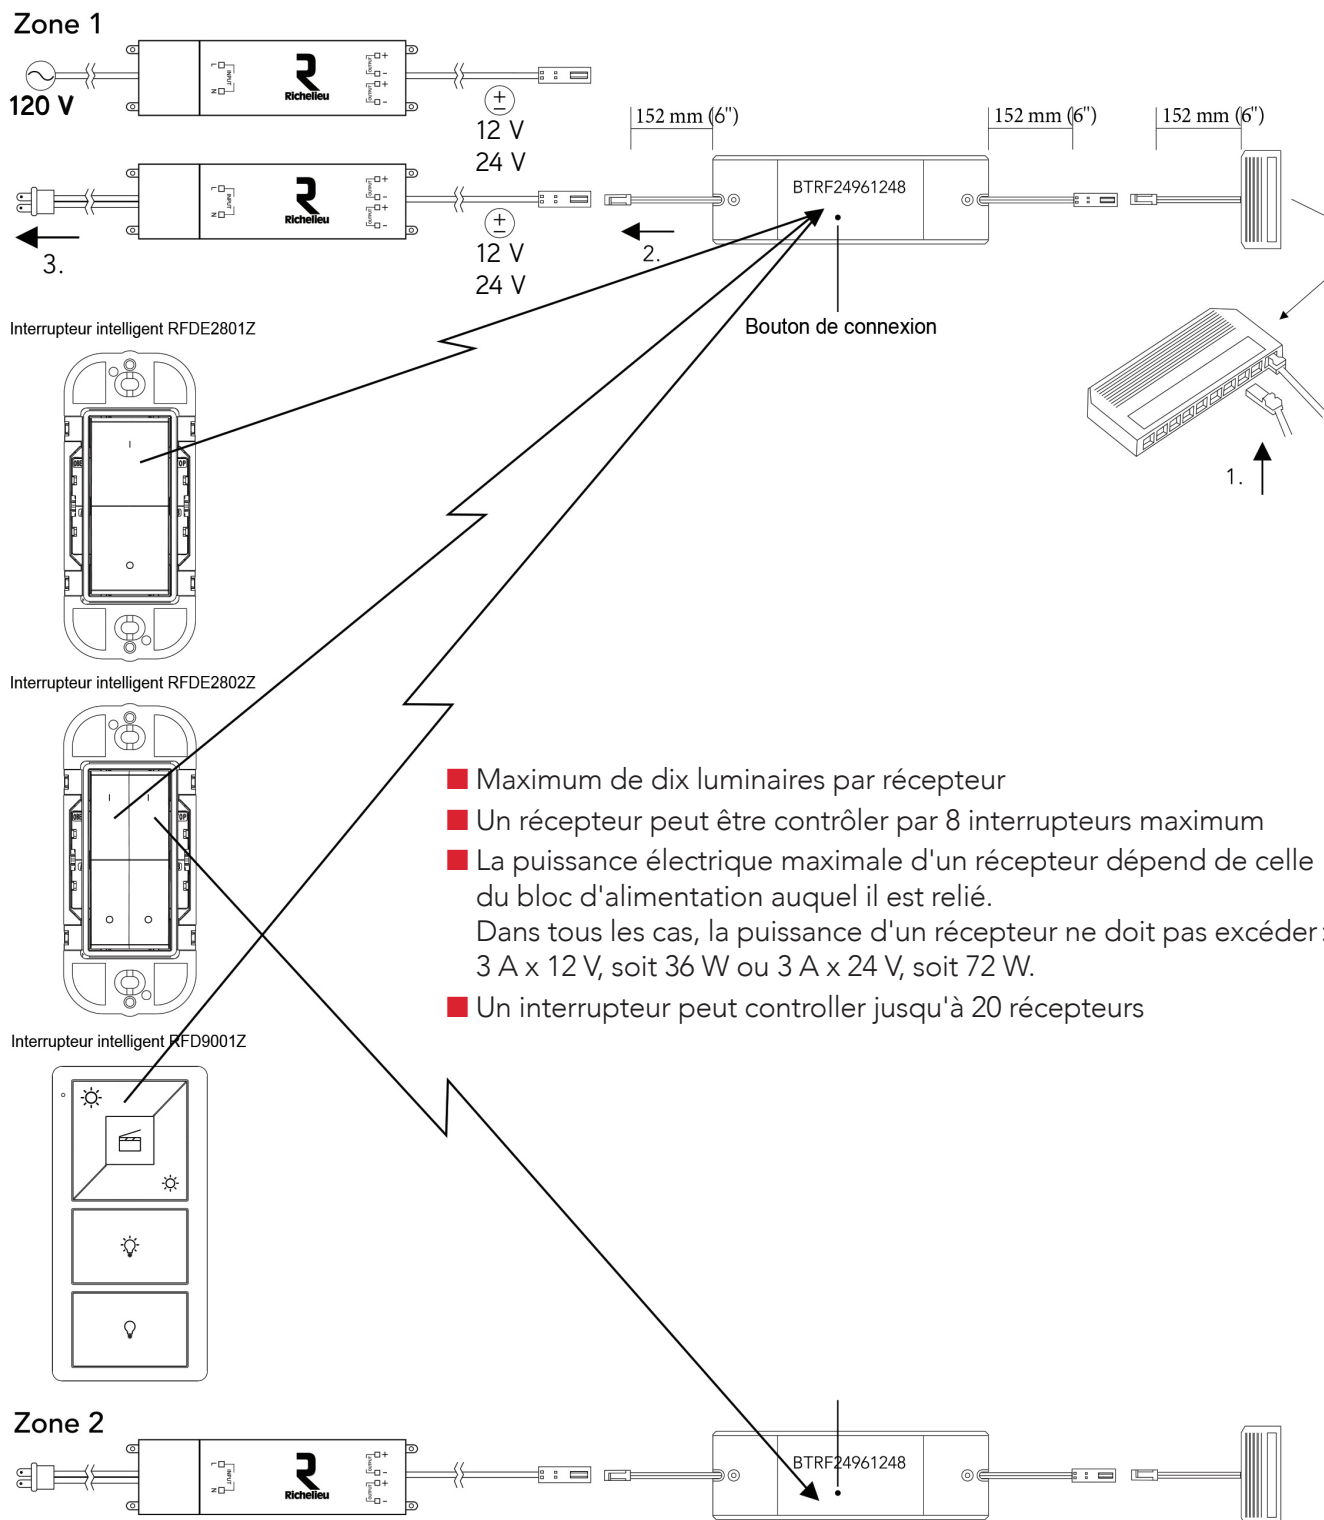 Zone 1
120 V
L INPUT N
Richelieu
12 V
24 V
152 mm (6")
152 mm (6")
152 mm (6")
L INPUT N
Richelieu
12 V
24 V
BTRF24961248
3.
2.
Bouton de connexion
1.
Interrupteur intelligent RFDE2801Z
Interrupteur intelligent RFDE2802Z
Maximum de dix luminaires par récepteur
Un récepteur peut être contrôler par 8 interrupteurs maximum
La puissance électrique maximale d'un récepteur dépend de celle
du bloc d'alimentation auquel il est relié.
Dans tous les cas, la puissance d'un récepteur ne doit pas excéder :
3 A x 12 V, soit 36 W ou 3 A x 24 V, soit 72 W.
Un interrupteur peut controller jusqu'à 20 récepteurs
Interrupteur intelligent RFD9001Z
Zone 2
L INPUT N
Richelieu
BTRF24961248